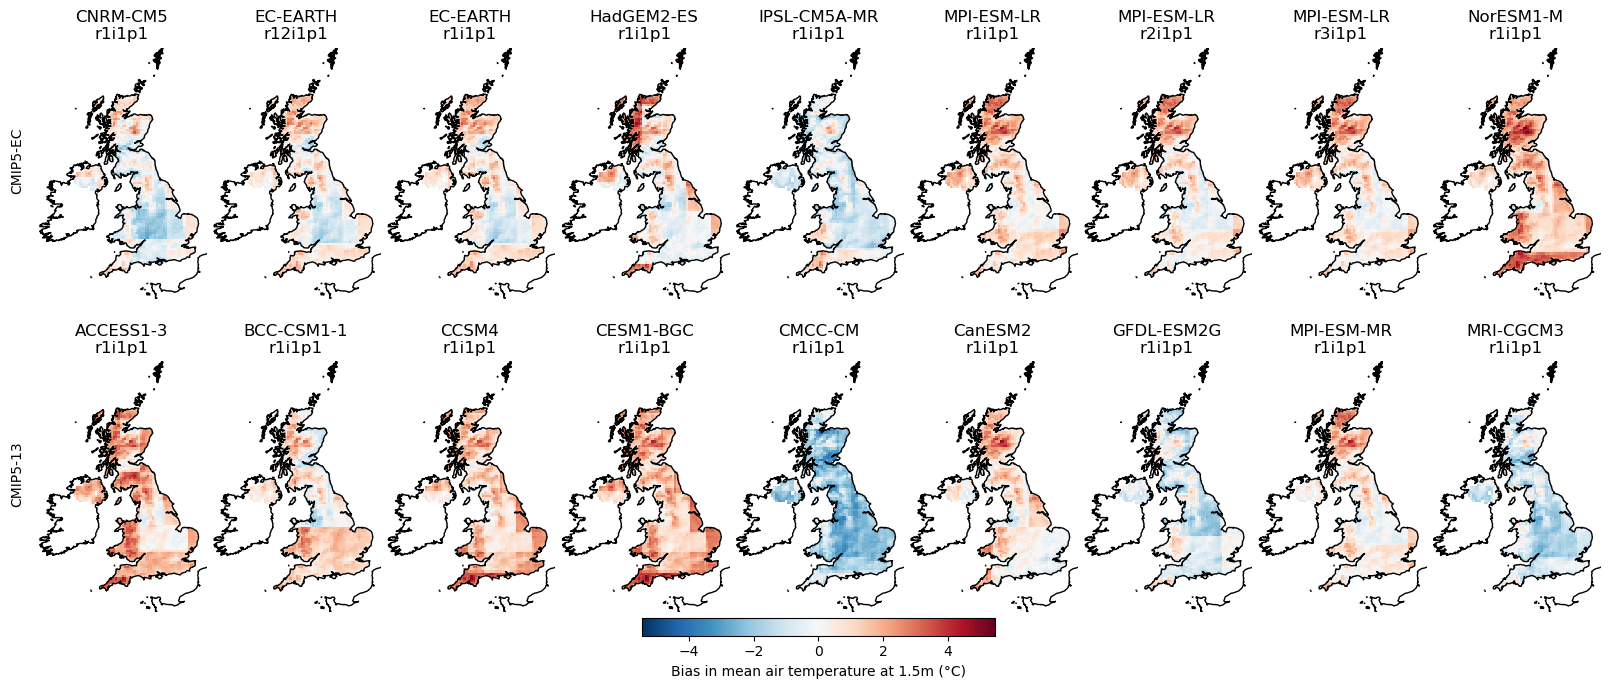 CNRM-CM5
r1i1p1
EC-EARTH
r12i1p1
EC-EARTH
r1i1p1
HadGEM2-ES
r1i1p1
IPSL-CM5A-MR
r1i1p1
MPI-ESM-LR
r1i1p1
MPI-ESM-LR
r2i1p1
MPI-ESM-LR
r3i1p1
NorESM1-M
r1i1p1
CMIP5-EC
ACCESS1-3
r1i1p1
BCC-CSM1-1
r1i1p1
CCSM4
r1i1p1
CESM1-BGC
r1i1p1
CMCC-CM
r1i1p1
CanESM2
r1i1p1
GFDL-ESM2G
r1i1p1
MPI-ESM-MR
r1i1p1
MRI-CGCM3
r1i1p1
CMIP5-13
−4 −2 0 2 4
Bias in mean air temperature at 1.5m (°C)